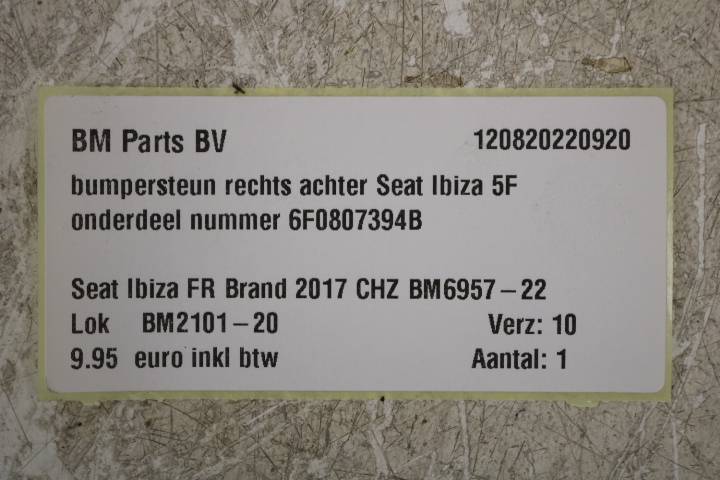 BM Parts BV 120820220920
bumpersteun rechts achter Seat Ibiza 5F
onderdeel nummer 6F0807394B
Seat Ibiza FR Brand 2017 CHZ BM6957-22
Lok BM2101-20 Verz: 10
9.95 euro inkl btw Aantal: 1